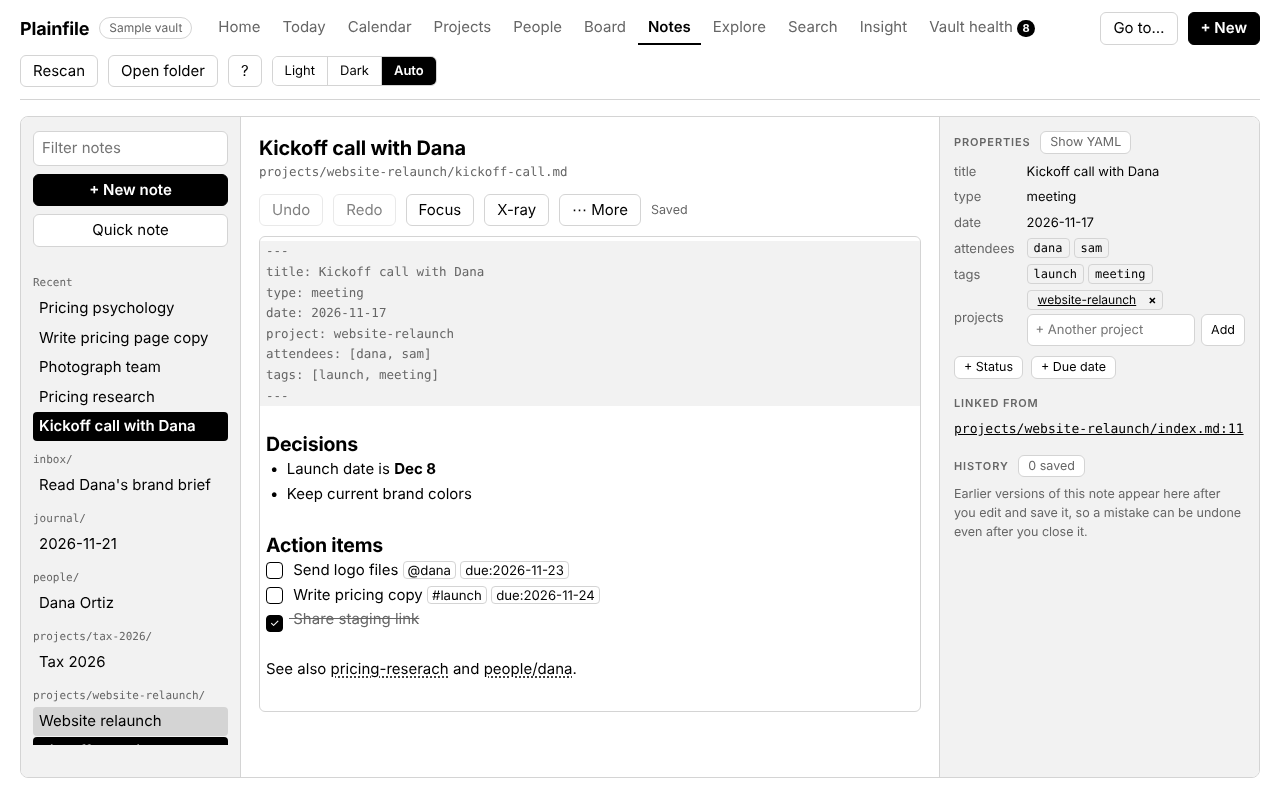 Plainfile Sample vault Home Today Calendar Projects People Board Notes Explore Search Insight Vault health 8 Go to... + New
Rescan Open folder ? Light Dark Auto
Filter notes
+ New note
Quick note
Recent
Pricing psychology
Write pricing page copy
Photograph team
Pricing research
Kickoff call with Dana
inbox/
Read Dana's brand brief
journal/
2026-11-21
people/
Dana Ortiz
projects/tax-2026/
Tax 2026
projects/website-relaunch/
Website relaunch
Kickoff call with Dana
projects/website-relaunch/kickoff-call.md
Undo Redo Focus X-ray ··· More Saved
---
title: Kickoff call with Dana
type: meeting
date: 2026-11-17
project: website-relaunch
attendees: [dana, sam]
tags: [launch, meeting]
---
Decisions
• Launch date is Dec 8
• Keep current brand colors
Action items
Send logo files @dana due:2026-11-23
Write pricing copy #launch due:2026-11-24
Share staging link
See also pricing-reserach and people/dana.
PROPERTIES Show YAML
title Kickoff call with Dana
type meeting
date 2026-11-17
attendees dana sam
tags launch meeting
projects website-relaunch ×
+ Another project Add
+ Status + Due date
LINKED FROM
projects/website-relaunch/index.md:11
HISTORY 0 saved
Earlier versions of this note appear here after
you edit and save it, so a mistake can be undone
even after you close it.